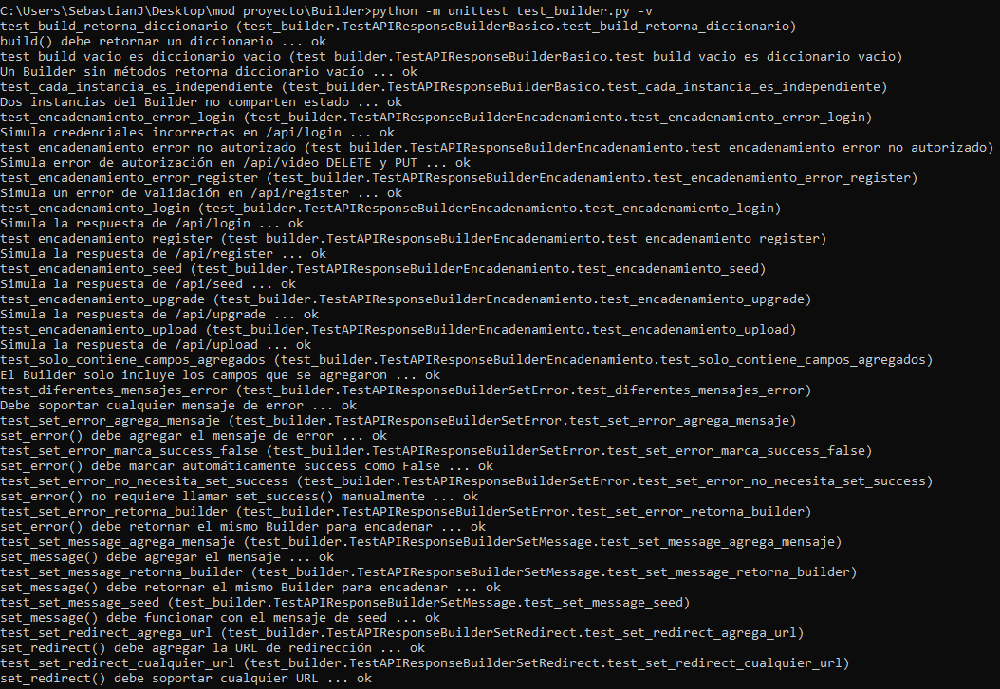 C:\Users\SebastianJ\Desktop\mod proyecto\Builder>python -m unittest test_builder.py -v
test_build_retorna_diccionario (test_builder.TestAPIResponseBuilderBasico.test_build_retorna_diccionario)
build() debe retornar un diccionario ... ok
test_build_vacio_es_diccionario_vacio (test_builder.TestAPIResponseBuilderBasico.test_build_vacio_es_diccionario_vacio)
Un Builder sin métodos retorna diccionario vacío ... ok
test_cada_instancia_es_independiente (test_builder.TestAPIResponseBuilderBasico.test_cada_instancia_es_independiente)
Dos instancias del Builder no comparten estado ... ok
test_encadenamiento_error_login (test_builder.TestAPIResponseBuilderEncadenamiento.test_encadenamiento_error_login)
Simula credenciales incorrectas en /api/login ... ok
test_encadenamiento_error_no_autorizado (test_builder.TestAPIResponseBuilderEncadenamiento.test_encadenamiento_error_no_autorizado)
Simula error de autorización en /api/video DELETE y PUT ... ok
test_encadenamiento_error_register (test_builder.TestAPIResponseBuilderEncadenamiento.test_encadenamiento_error_register)
Simula un error de validación en /api/register ... ok
test_encadenamiento_login (test_builder.TestAPIResponseBuilderEncadenamiento.test_encadenamiento_login)
Simula la respuesta de /api/login ... ok
test_encadenamiento_register (test_builder.TestAPIResponseBuilderEncadenamiento.test_encadenamiento_register)
Simula la respuesta de /api/register ... ok
test_encadenamiento_seed (test_builder.TestAPIResponseBuilderEncadenamiento.test_encadenamiento_seed)
Simula la respuesta de /api/seed ... ok
test_encadenamiento_upgrade (test_builder.TestAPIResponseBuilderEncadenamiento.test_encadenamiento_upgrade)
Simula la respuesta de /api/upgrade ... ok
test_encadenamiento_upload (test_builder.TestAPIResponseBuilderEncadenamiento.test_encadenamiento_upload)
Simula la respuesta de /api/upload ... ok
test_solo_contiene_campos_agregados (test_builder.TestAPIResponseBuilderEncadenamiento.test_solo_contiene_campos_agregados)
El Builder solo incluye los campos que se agregaron ... ok
test_diferentes_mensajes_error (test_builder.TestAPIResponseBuilderSetError.test_diferentes_mensajes_error)
Debe soportar cualquier mensaje de error ... ok
test_set_error_agrega_mensaje (test_builder.TestAPIResponseBuilderSetError.test_set_error_agrega_mensaje)
set_error() debe agregar el mensaje de error ... ok
test_set_error_marca_success_false (test_builder.TestAPIResponseBuilderSetError.test_set_error_marca_success_false)
set_error() debe marcar automáticamente success como False ... ok
test_set_error_no_necesita_set_success (test_builder.TestAPIResponseBuilderSetError.test_set_error_no_necesita_set_success)
set_error() no requiere llamar set_success() manualmente ... ok
test_set_error_retorna_builder (test_builder.TestAPIResponseBuilderSetError.test_set_error_retorna_builder)
set_error() debe retornar el mismo Builder para encadenar ... ok
test_set_message_agrega_mensaje (test_builder.TestAPIResponseBuilderSetMessage.test_set_message_agrega_mensaje)
set_message() debe agregar el mensaje ... ok
test_set_message_retorna_builder (test_builder.TestAPIResponseBuilderSetMessage.test_set_message_retorna_builder)
set_message() debe retornar el mismo Builder para encadenar ... ok
test_set_message_seed (test_builder.TestAPIResponseBuilderSetMessage.test_set_message_seed)
set_message() debe funcionar con el mensaje de seed ... ok
test_set_redirect_agrega_url (test_builder.TestAPIResponseBuilderSetRedirect.test_set_redirect_agrega_url)
set_redirect() debe agregar la URL de redirección ... ok
test_set_redirect_cualquier_url (test_builder.TestAPIResponseBuilderSetRedirect.test_set_redirect_cualquier_url)
set_redirect() debe soportar cualquier URL ... ok